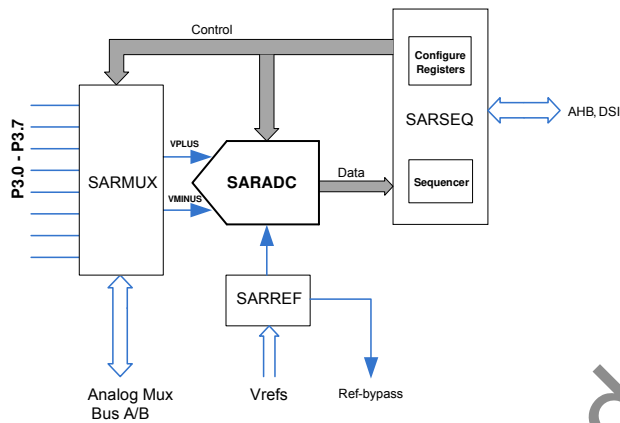 Control
Configure
Registers
SARSEQ
AHB, DSI
P3.0 - P3.7
SARMUX
VPLUS
SARADC
Data
Sequencer
VMINUS
SARREF
Analog Mux
Bus A/B
Vrefs
Ref-bypass